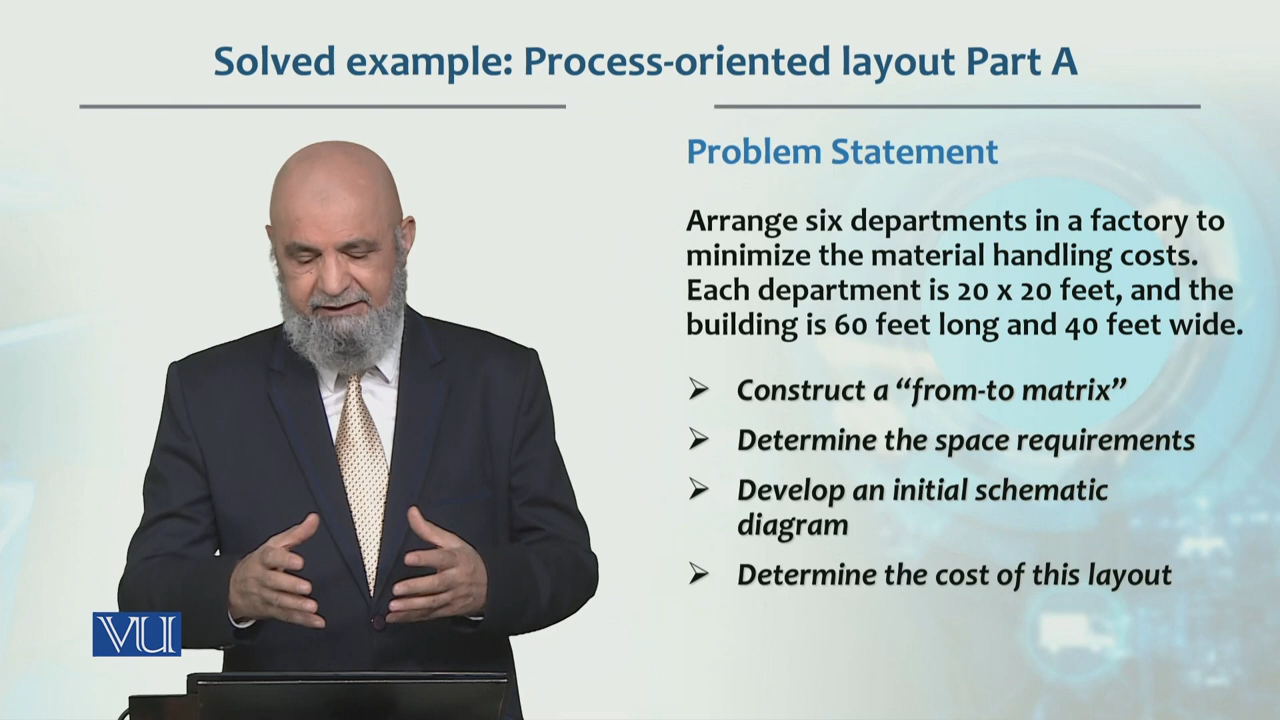 Solved example: Process-oriented layout Part A
Problem Statement
Arrange six departments in a factory to
minimize the material handling costs.
Each department is 20 x 20 feet, and the
building is 60 feet long and 40 feet wide.
➢ Construct a “from-to matrix”
➢ Determine the space requirements
➢ Develop an initial schematic
diagram
➢ Determine the cost of this layout
VU